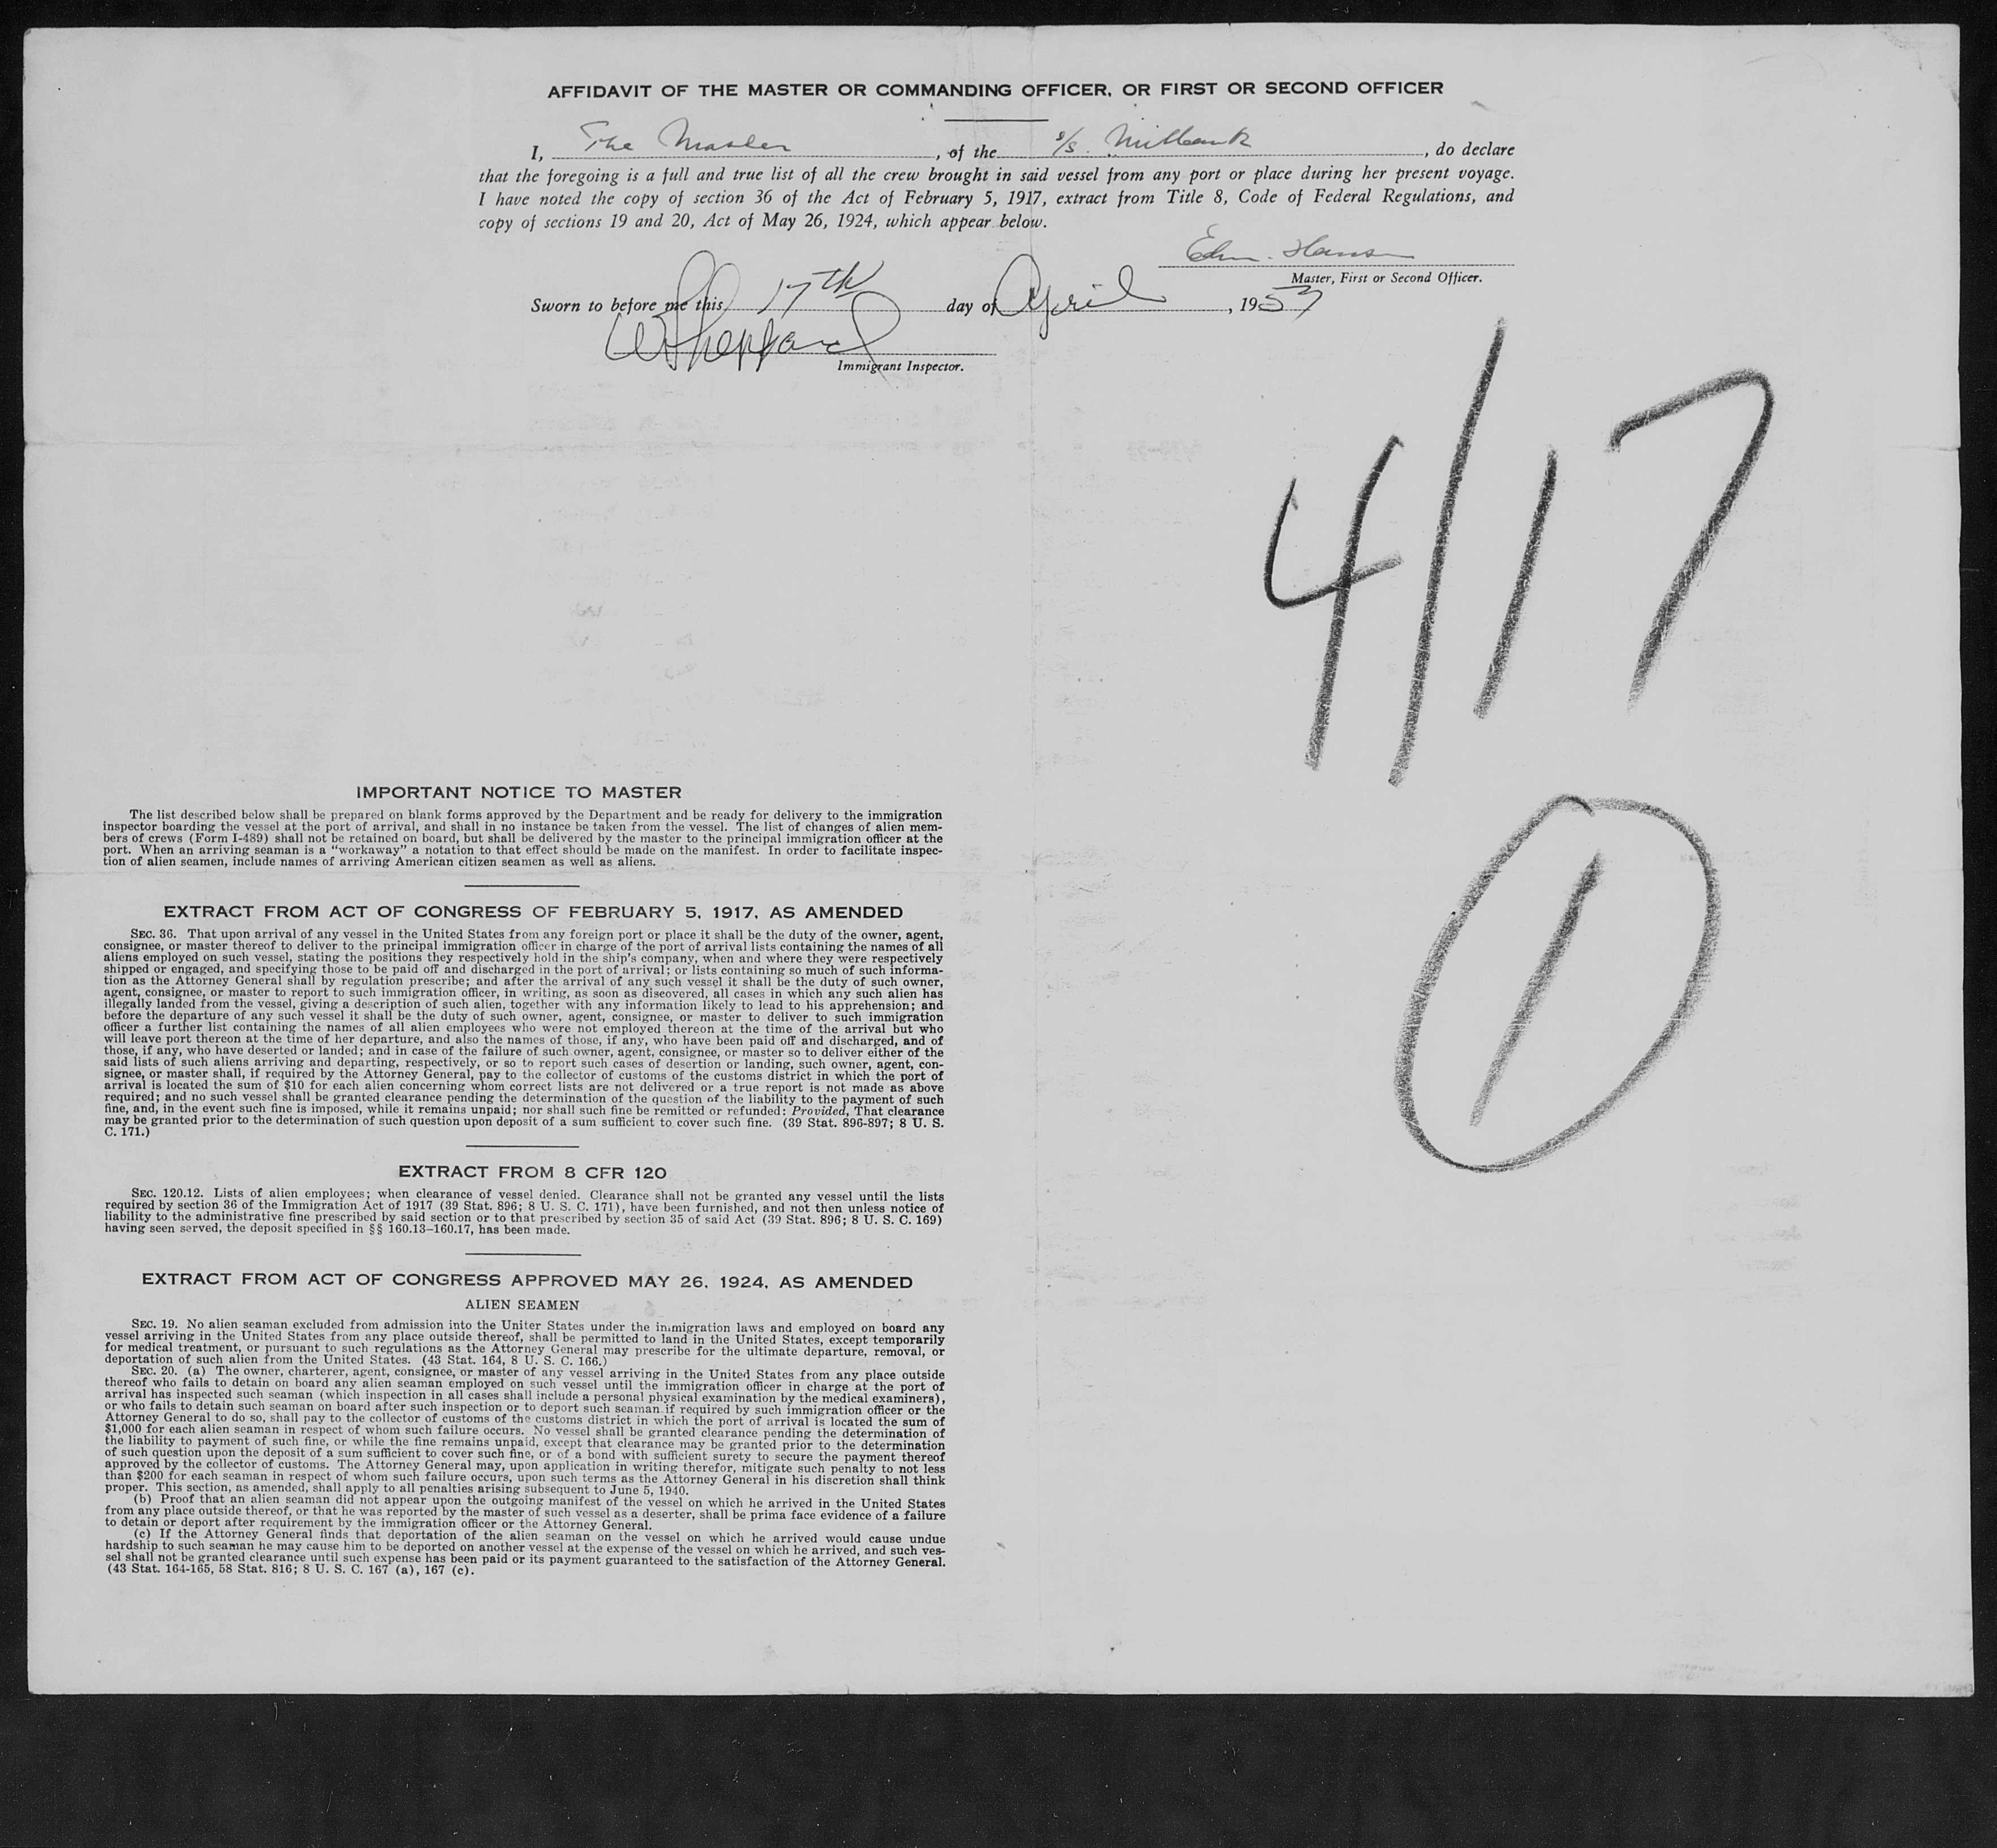 AFFIDAVIT OF THE MASTER OR COMMANDING OFFICER, OR FIRST OR SECOND OFFICER
I, The Master, of the s/s. Millbank, do declare
that the foregoing is a full and true list of all the crew brought in said vessel from any port or place during her present voyage.
I have noted the copy of section 36 of the Act of February 5, 1917, extract from Title 8, Code of Federal Regulations, and
copy of sections 19 and 20, Act of May 26, 1924, which appear below.
Edm. Hansen
Master, First or Second Officer.
Sworn to before me this 17TH day of April, 1957
Sheppard
Immigrant Inspector.
4/17
1
IMPORTANT NOTICE TO MASTER
The list described below shall be prepared on blank forms approved by the Department and be ready for delivery to the immigration
inspector boarding the vessel at the port of arrival, and shall in no instance be taken from the vessel. The list of changes of alien mem-
bers of crews (Form I-489) shall not be retained on board, but shall be delivered by the master to the principal immigration officer at the
port. When an arriving seaman is a "workaway" a notation to that effect should be made on the manifest. In order to facilitate inspec-
tion of alien seamen, include names of arriving American citizen seamen as well as aliens.
EXTRACT FROM ACT OF CONGRESS OF FEBRUARY 5, 1917, AS AMENDED
SEC. 36. That upon arrival of any vessel in the United States from any foreign port or place it shall be the duty of the owner, agent,
consignee, or master thereof to deliver to the principal immigration officer in charge of the port of arrival lists containing the names of all
aliens employed on such vessel, stating the positions they respectively hold in the ship's company, when and where they were respectively
shipped or engaged, and specifying those to be paid off and discharged in the port of arrival; or lists containing so much of such informa-
tion as the Attorney General shall by regulation prescribe; and after the arrival of any such vessel it shall be the duty of such owner,
agent, consignee, or master to report to such immigration officer, in writing, as soon as discovered, all cases in which any such alien has
illegally landed from the vessel, giving a description of such alien, together with any information likely to lead to his apprehension; and
before the departure of any such vessel it shall be the duty of such owner, agent, consignee, or master to deliver to such immigration
officer a further list containing the names of all alien employees who were not employed thereon at the time of the arrival but who
will leave port thereon at the time of her departure, and also the names of those, if any, who have been paid off and discharged, and of
those, if any, who have deserted or landed; and in case of the failure of such owner, agent, consignee, or master so to deliver either of the
said lists of such aliens arriving and departing, respectively, or so to report such cases of desertion or landing, such owner, agent, con-
signee, or master shall, if required by the Attorney General, pay to the collector of customs of the customs district in which the port of
arrival is located the sum of $10 for each alien concerning whom correct lists are not delivered or a true report is not made as above
required; and no such vessel shall be granted clearance pending the determination of the question of the liability to the payment of such
fine, and, in the event such fine is imposed, while it remains unpaid; nor shall such fine be remitted or refunded: Provided, That clearance
may be granted prior to the determination of such question upon deposit of a sum sufficient to cover such fine. (39 Stat. 896-897; 8 U. S.
C. 171.)
EXTRACT FROM 8 CFR 120
SEC. 120.12. Lists of alien employees; when clearance of vessel denied. Clearance shall not be granted any vessel until the lists
required by section 36 of the Immigration Act of 1917 (39 Stat. 896; 8 U. S. C. 171), have been furnished, and not then unless notice of
liability to the administrative fine prescribed by said section or to that prescribed by section 35 of said Act (39 Stat. 896; 8 U. S. C. 169)
having seen served, the deposit specified in §§ 160.13-160.17, has been made.
EXTRACT FROM ACT OF CONGRESS APPROVED MAY 26, 1924, AS AMENDED
ALIEN SEAMEN
SEC. 19. No alien seaman excluded from admission into the Uniter States under the immigration laws and employed on board any
vessel arriving in the United States from any place outside thereof, shall be permitted to land in the United States, except temporarily
for medical treatment, or pursuant to such regulations as the Attorney General may prescribe for the ultimate departure, removal, or
deportation of such alien from the United States. (43 Stat. 164, 8 U. S. C. 166.)
SEC. 20. (a) The owner, charterer, agent, consignee, or master of any vessel arriving in the United States from any place outside
thereof who fails to detain on board any alien seaman employed on such vessel until the immigration officer in charge at the port of
arrival has inspected such seaman (which inspection in all cases shall include a personal physical examination by the medical examiners),
or who fails to detain such seaman on board after such inspection or to deport such seaman if required by such immigration officer or the
Attorney General to do so, shall pay to the collector of customs of the customs district in which the port of arrival is located the sum of
$1,000 for each alien seaman in respect of whom such failure occurs. No vessel shall be granted clearance pending the determination of
the liability to payment of such fine, or while the fine remains unpaid, except that clearance may be granted prior to the determination
of such question upon the deposit of a sum sufficient to cover such fine, or of a bond with sufficient surety to secure the payment thereof
approved by the collector of customs. The Attorney General may, upon application in writing therefor, mitigate such penalty to not less
than $200 for each seaman in respect of whom such failure occurs, upon such terms as the Attorney General in his discretion shall think
proper. This section, as amended, shall apply to all penalties arising subsequent to June 5, 1940.
(b) Proof that an alien seaman did not appear upon the outgoing manifest of the vessel on which he arrived in the United States
from any place outside thereof, or that he was reported by the master of such vessel as a deserter, shall be prima face evidence of a failure
to detain or deport after requirement by the immigration officer or the Attorney General.
(c) If the Attorney General finds that deportation of the alien seaman on the vessel on which he arrived would cause undue
hardship to such seaman he may cause him to be deported on another vessel at the expense of the vessel on which he arrived, and such ves-
sel shall not be granted clearance until such expense has been paid or its payment guaranteed to the satisfaction of the Attorney General.
(43 Stat. 164-165, 58 Stat. 816; 8 U. S. C. 167 (a), 167 (c).